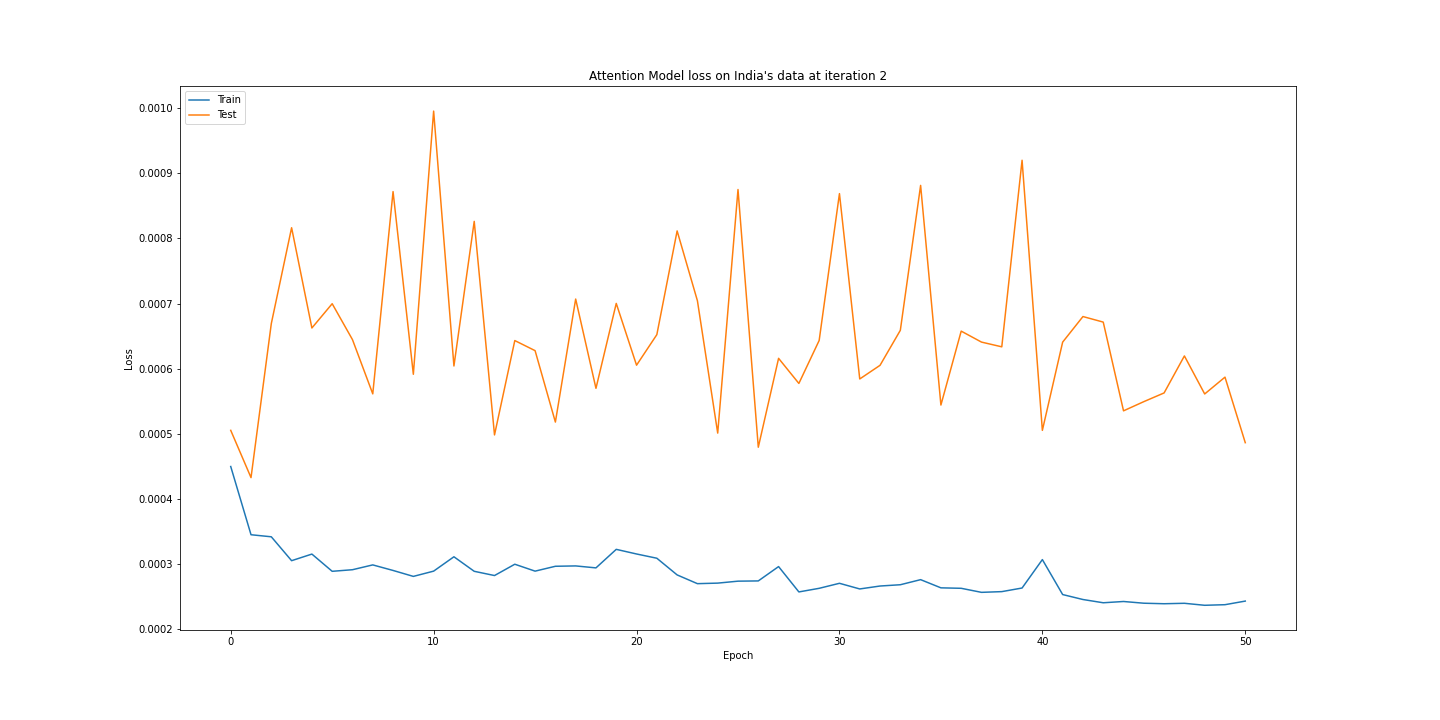 Attention Model loss on India's data at iteration 2
Train
Test
0.0010
0.0009
0.0008
0.0007
0.0006
0.0005
0.0004
0.0003
0.0002
Loss
0 10 20 30 40 50
Epoch